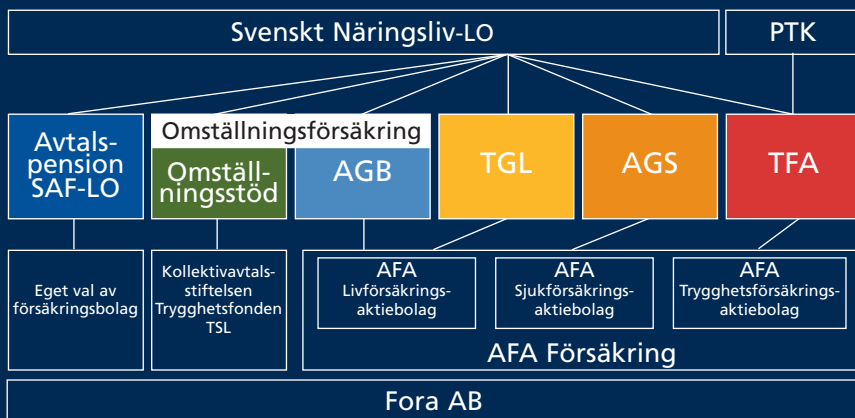 Svenskt Näringsliv-LO
PTK
Avtals-
pension
SAF-LO
Omställningsförsäkring
Omställ-
ningsstöd
AGB
TGL
AGS
TFA
Eget val av
försäkringsbolag
Kollektivavtals-
stiftelsen
Trygghetsfonden
TSL
AFA
Livförsäkrings-
aktiebolag
AFA
Sjukförsäkrings-
aktiebolag
AFA
Trygghetsförsäkrings-
aktiebolag
AFA Försäkring
Fora AB